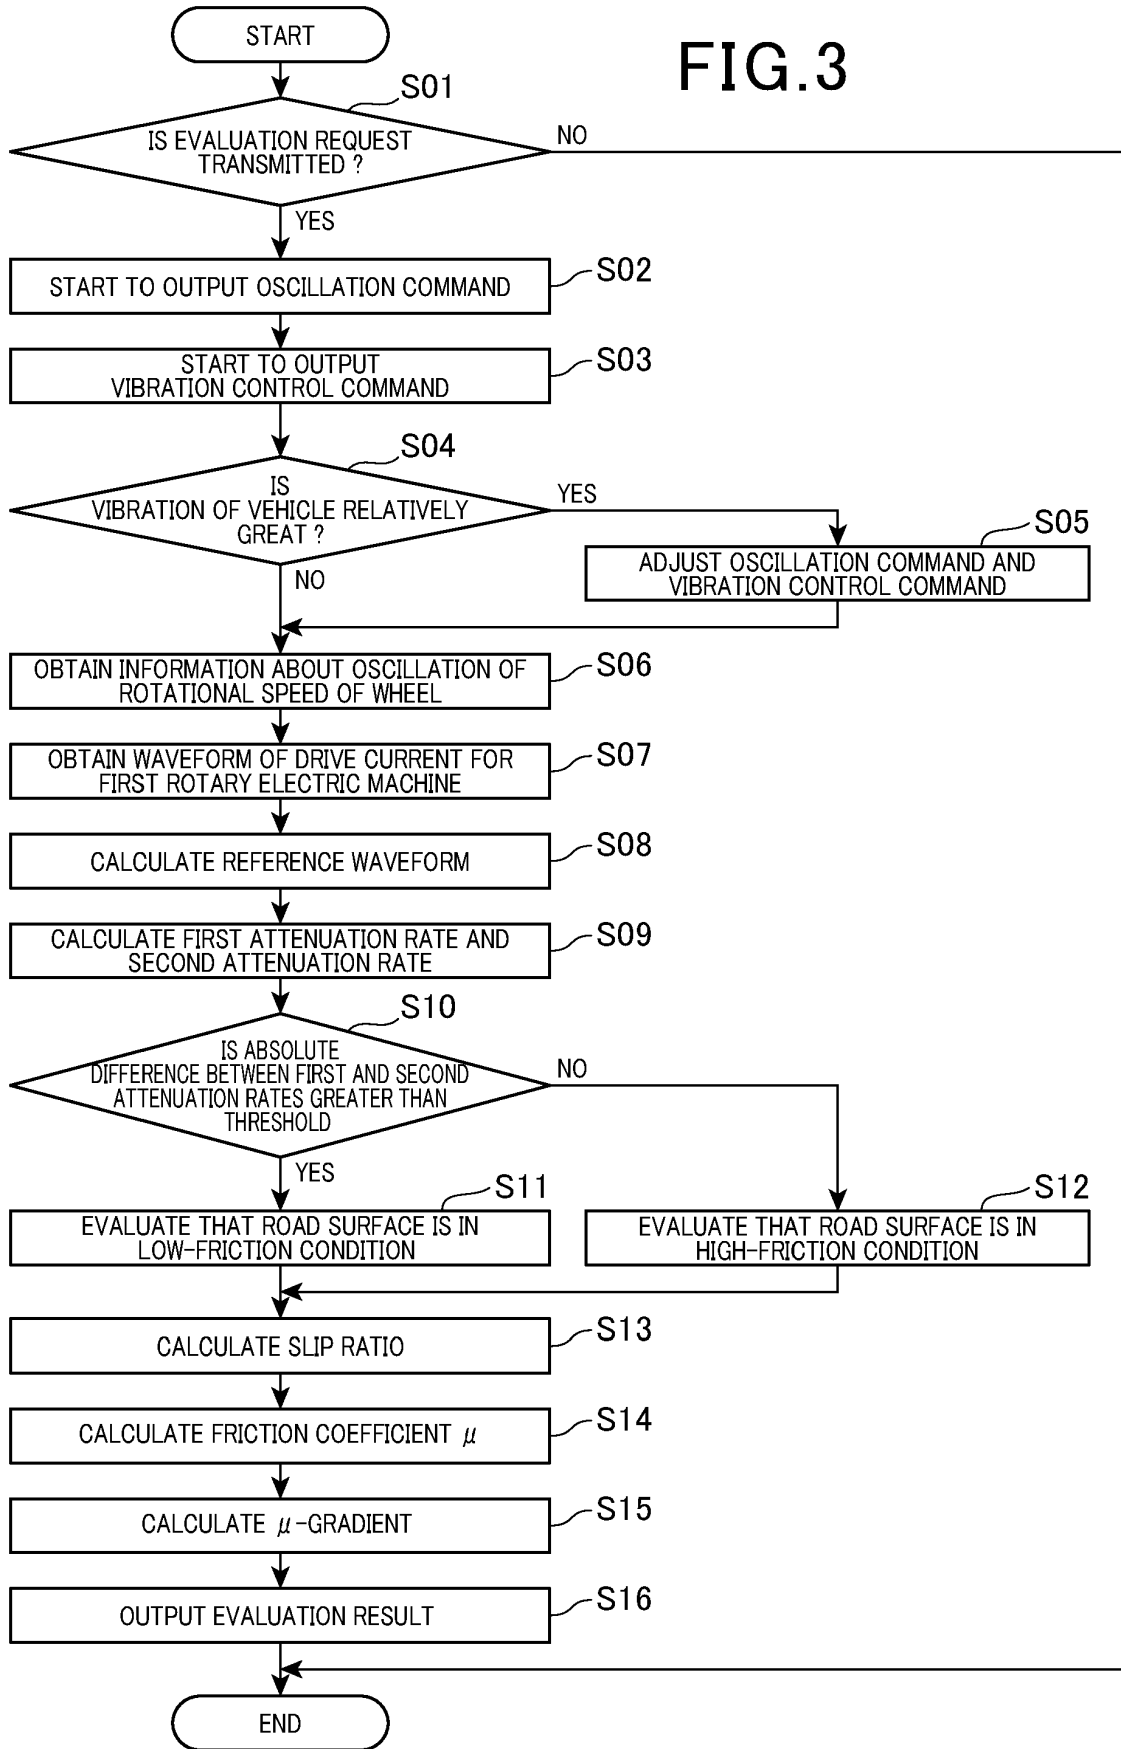 FIG.3
START
S01
IS EVALUATION REQUEST
TRANSMITTED ?
NO
YES
S02
START TO OUTPUT OSCILLATION COMMAND
S03
START TO OUTPUT
VIBRATION CONTROL COMMAND
S04
IS
VIBRATION OF VEHICLE RELATIVELY
GREAT ?
YES
NO
S05
ADJUST OSCILLATION COMMAND AND
VIBRATION CONTROL COMMAND
S06
OBTAIN INFORMATION ABOUT OSCILLATION OF
ROTATIONAL SPEED OF WHEEL
S07
OBTAIN WAVEFORM OF DRIVE CURRENT FOR
FIRST ROTARY ELECTRIC MACHINE
S08
CALCULATE REFERENCE WAVEFORM
S09
CALCULATE FIRST ATTENUATION RATE AND
SECOND ATTENUATION RATE
S10
IS ABSOLUTE
DIFFERENCE BETWEEN FIRST AND SECOND
ATTENUATION RATES GREATER THAN
THRESHOLD
NO
YES
S11
EVALUATE THAT ROAD SURFACE IS IN
LOW-FRICTION CONDITION
S12
EVALUATE THAT ROAD SURFACE IS IN
HIGH-FRICTION CONDITION
S13
CALCULATE SLIP RATIO
S14
CALCULATE FRICTION COEFFICIENT μ
S15
CALCULATE μ-GRADIENT
S16
OUTPUT EVALUATION RESULT
END